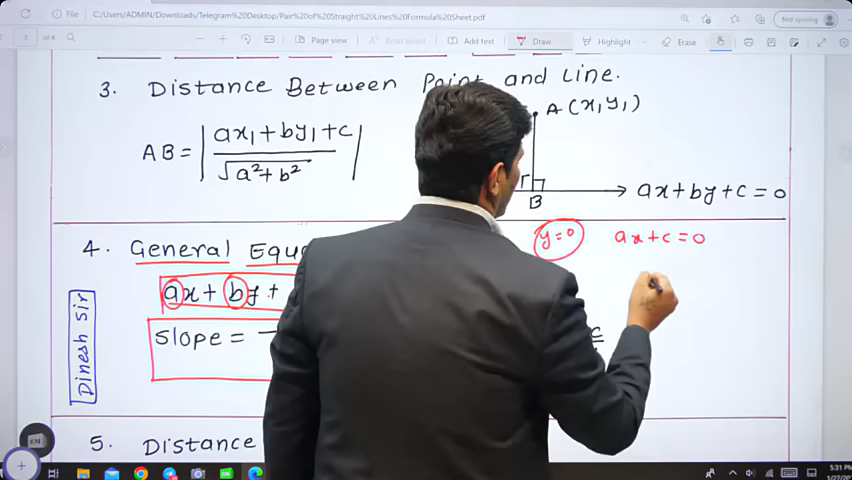 File | C:/Users/ADMIN/Downloads/Telegram%20Desktop/Pair%20of%20Straight%20Lines%20Formula%20Sheet.pdf
Not syncing
of 4
Page view
Read aloud
Add text
Draw
Highlight
Erase
3. Distance Between Point and Line.
A(x₁,y₁)
AB = | ax₁+by₁+c / √a²+b² |
r
B
ax+by+c=0
4. General
y=0
ax+c=0
ax+by+
Slope = -
c
Dinesh Sir
5. Distance
EN
5:31 PM